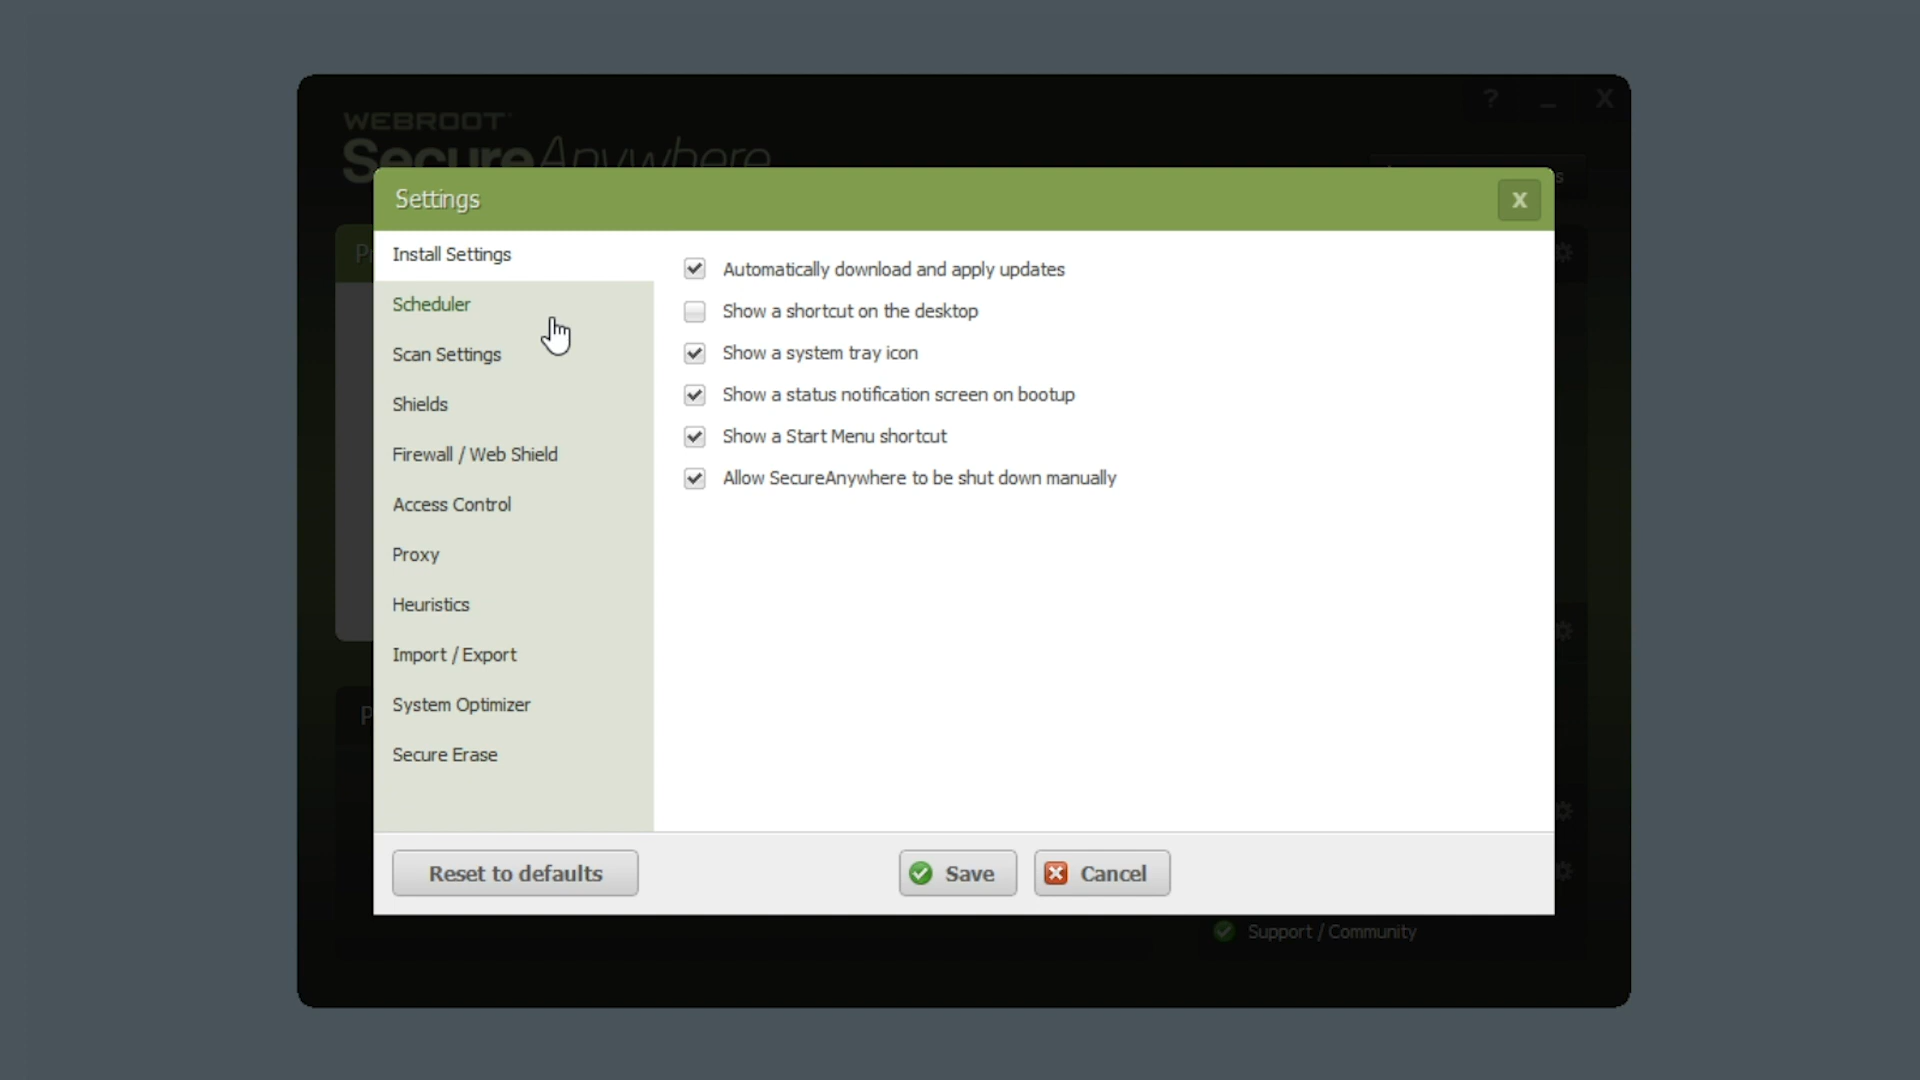 WEBROOT
SecureAnywhere
Settings
Install Settings
Scheduler
Scan Settings
Shields
Firewall / Web Shield
Access Control
Proxy
Heuristics
Import / Export
System Optimizer
Secure Erase
Automatically download and apply updates
Show a shortcut on the desktop
Show a system tray icon
Show a status notification screen on bootup
Show a Start Menu shortcut
Allow SecureAnywhere to be shut down manually
Reset to defaults
Save
Cancel
Support / Community